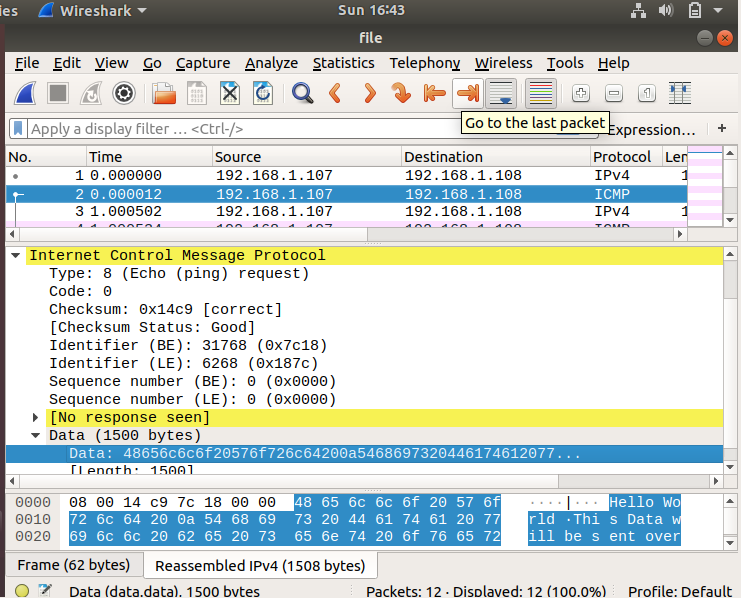 ies Wireshark Sun 16:43
file
File Edit View Go Capture Analyze Statistics Telephony Wireless Tools Help
Go to the last packet
Apply a display filter ... <Ctrl-/> Expression... +
No. Time Source Destination Protocol Len
1 0.000000 192.168.1.107 192.168.1.108 IPv4 1
2 0.000012 192.168.1.107 192.168.1.108 ICMP
3 1.000502 192.168.1.107 192.168.1.108 IPv4 1
Internet Control Message Protocol
Type: 8 (Echo (ping) request)
Code: 0
Checksum: 0x14c9 [correct]
[Checksum Status: Good]
Identifier (BE): 31768 (0x7c18)
Identifier (LE): 6268 (0x187c)
Sequence number (BE): 0 (0x0000)
Sequence number (LE): 0 (0x0000)
[No response seen]
Data (1500 bytes)
Data: 48656c6c6f20576f726c64200a5468697320446174612077...
[Length: 1500]
0000 08 00 14 c9 7c 18 00 00 48 65 6c 6c 6f 20 57 6f ····|··· Hello Wo
0010 72 6c 64 20 0a 54 68 69 73 20 44 61 74 61 20 77 rld ·Thi s Data w
0020 69 6c 6c 20 62 65 20 73 65 6e 74 20 6f 76 65 72 ill be s ent over
Frame (62 bytes) Reassembled IPv4 (1508 bytes)
Data (data.data), 1500 bytes Packets: 12 · Displayed: 12 (100.0%) Profile: Default